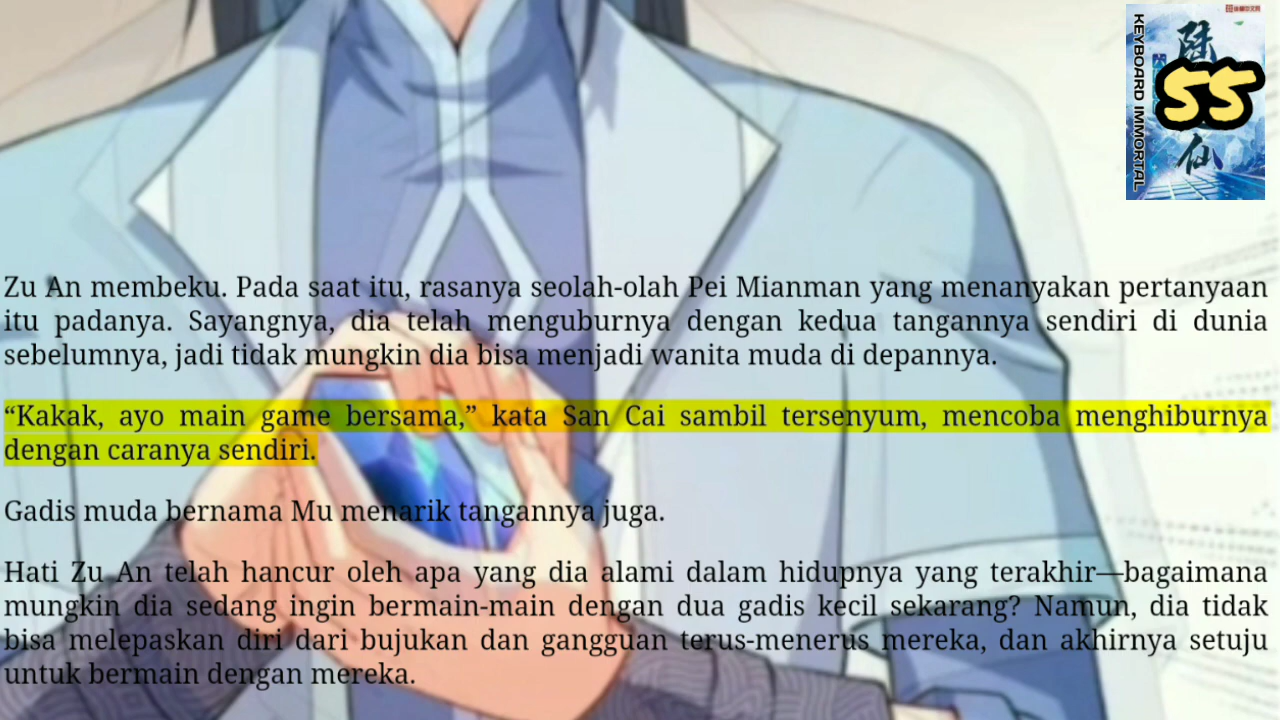 KEYBOARD IMMORTAL
55
仙
Zu An membeku. Pada saat itu, rasanya seolah-olah Pei Mianman yang menanyakan pertanyaan
itu padanya. Sayangnya, dia telah menguburnya dengan kedua tangannya sendiri di dunia
sebelumnya, jadi tidak mungkin dia bisa menjadi wanita muda di depannya.
“Kakak, ayo main game bersama,” kata San Cai sambil tersenyum, mencoba menghiburnya
dengan caranya sendiri.
Gadis muda bernama Mu menarik tangannya juga.
Hati Zu An telah hancur oleh apa yang dia alami dalam hidupnya yang terakhir—bagaimana
mungkin dia sedang ingin bermain-main dengan dua gadis kecil sekarang? Namun, dia tidak
bisa melepaskan diri dari bujukan dan gangguan terus-menerus mereka, dan akhirnya setuju
untuk bermain dengan mereka.